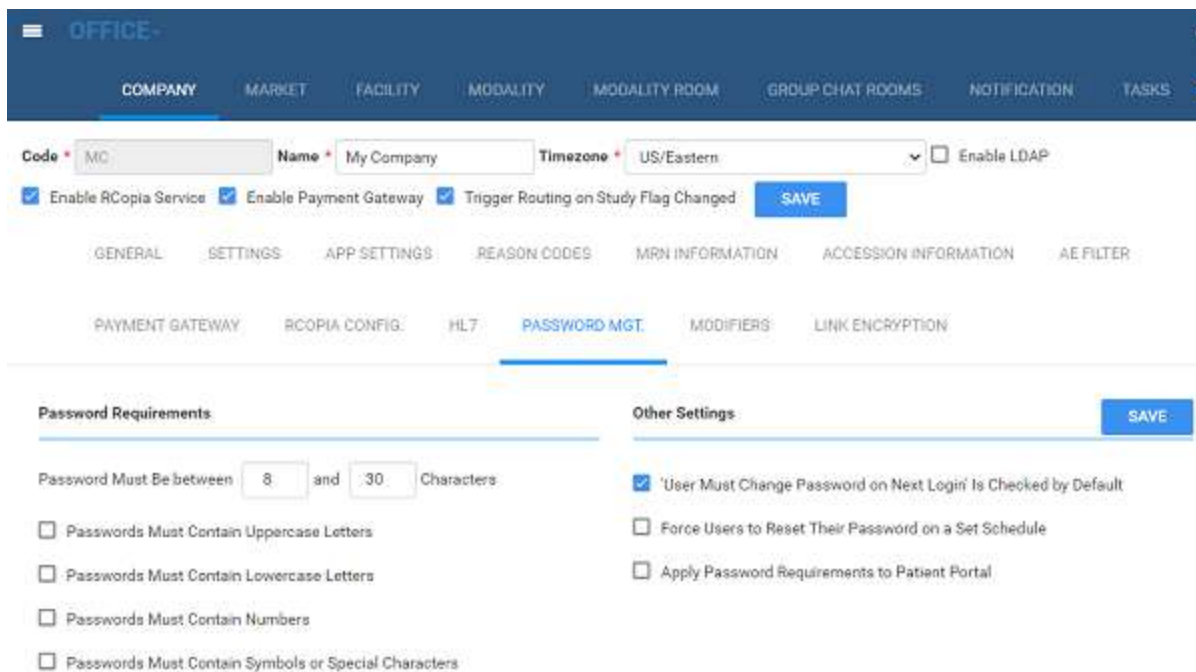 OFFICE-
COMPANY MARKET FACILITY MODALITY MODALITY ROOM GROUP CHAT ROOMS NOTIFICATION TASKS
Code * MC Name * My Company Timezone * US/Eastern Enable LDAP
Enable RCopia Service Enable Payment Gateway Trigger Routing on Study Flag Changed SAVE
GENERAL SETTINGS APP SETTINGS REASON CODES MRN INFORMATION ACCESSION INFORMATION AE FILTER
PAYMENT GATEWAY RCOPIA CONFIG. HL7 PASSWORD MGT. MODIFIERS LINK ENCRYPTION
Password Requirements
Other Settings SAVE
Password Must Be between 8 and 30 Characters
Passwords Must Contain Uppercase Letters
Passwords Must Contain Lowercase Letters
Passwords Must Contain Numbers
Passwords Must Contain Symbols or Special Characters
'User Must Change Password on Next Login' Is Checked by Default
Force Users to Reset Their Password on a Set Schedule
Apply Password Requirements to Patient Portal